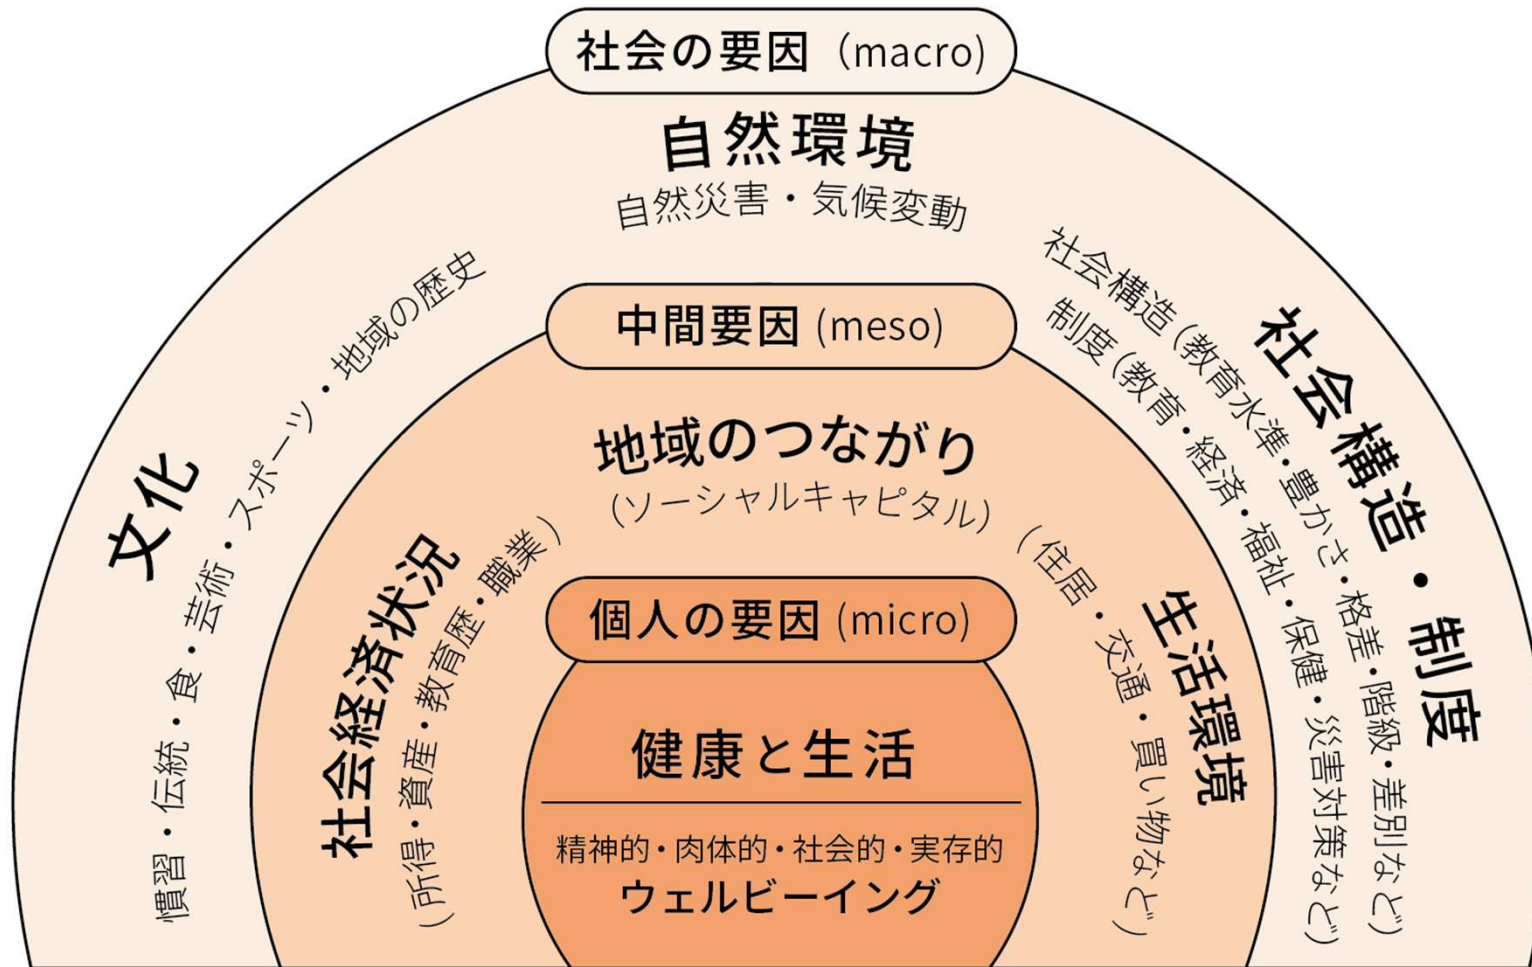 社会の要因（macro）
自然環境
自然災害・気候変動
文化
慣習・伝統・食・芸術・スポーツ・地域の歴史
社会構造・制度
社会構造（教育水準・豊かさ・格差・階級・差別など）
制度（教育・経済・福祉・保健・災害対策など）
中間要因 (meso)
地域のつながり
（ソーシャルキャピタル）
社会経済状況
（所得・資産・教育歴・職業）
生活環境
（住居・交通・買い物など）
個人の要因 (micro)
健康と生活
精神的・肉体的・社会的・実存的
ウェルビーイング